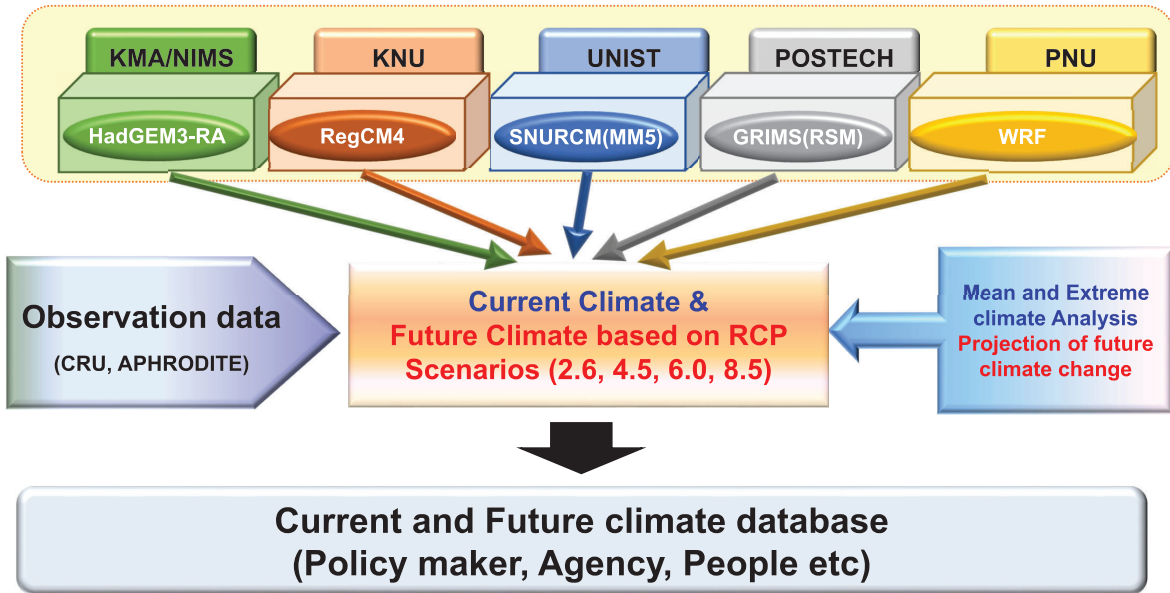 KMA/NIMS
KNU
UNIST
POSTECH
PNU
HadGEM3-RA
RegCM4
SNURCM(MM5)
GRIMS(RSM)
WRF
Observation data
(CRU, APHRODITE)
Current Climate &
Future Climate based on RCP
Scenarios (2.6, 4.5, 6.0, 8.5)
Mean and Extreme
climate Analysis
Projection of future
climate change
Current and Future climate database
(Policy maker, Agency, People etc)